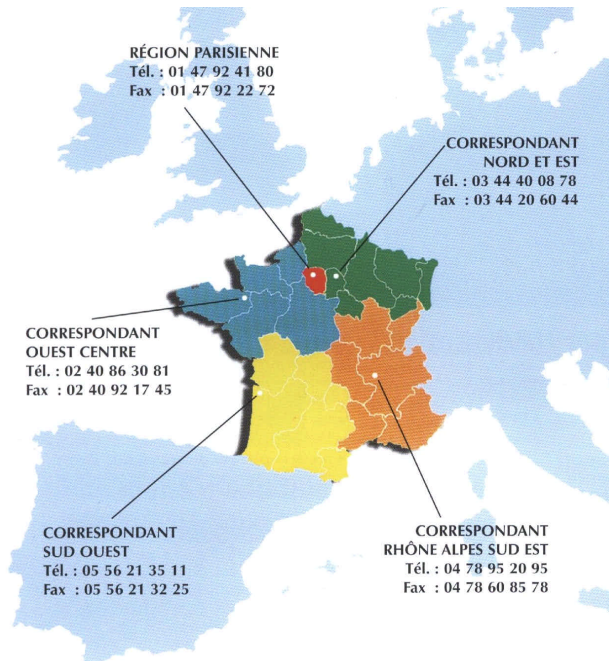 RÉGION PARISIENNE
Tél. : 01 47 92 41 80
Fax : 01 47 92 22 72
CORRESPONDANT
NORD ET EST
Tél. : 03 44 40 08 78
Fax : 03 44 20 60 44
CORRESPONDANT
OUEST CENTRE
Tél. : 02 40 86 30 81
Fax : 02 40 92 17 45
CORRESPONDANT
SUD OUEST
Tél. : 05 56 21 35 11
Fax : 05 56 21 32 25
CORRESPONDANT
RHÔNE ALPES SUD EST
Tél. : 04 78 95 20 95
Fax : 04 78 60 85 78